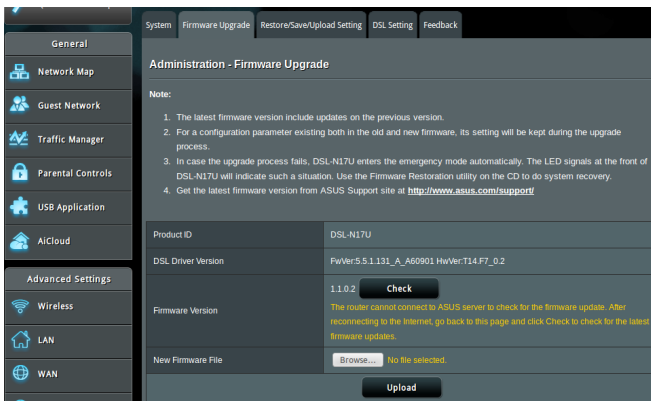 System
Firmware Upgrade
Restore/Save/Upload Setting
DSL Setting
Feedback
General
Network Map
Guest Network
Traffic Manager
Parental Controls
USB Application
AiCloud
Advanced Settings
Wireless
LAN
WAN
Administration - Firmware Upgrade
Note:
1. The latest firmware version include updates on the previous version.
2. For a configuration parameter existing both in the old and new firmware, its setting will be kept during the upgrade
process.
3. In case the upgrade process fails, DSL-N17U enters the emergency mode automatically. The LED signals at the front of
DSL-N17U will indicate such a situation. Use the Firmware Restoration utility on the CD to do system recovery.
4. Get the latest firmware version from ASUS Support site at http://www.asus.com/support/
Product ID DSL-N17U
DSL Driver Version FwVer:5.5.1.131_A_A60901 HwVer:T14.F7_0.2
Firmware Version 1.1.0.2 Check
The router cannot connect to ASUS server to check for the firmware update. After
reconnecting to the Internet, go back to this page and click Check to check for the latest
firmware updates.
New Firmware File Browse... No file selected.
Upload